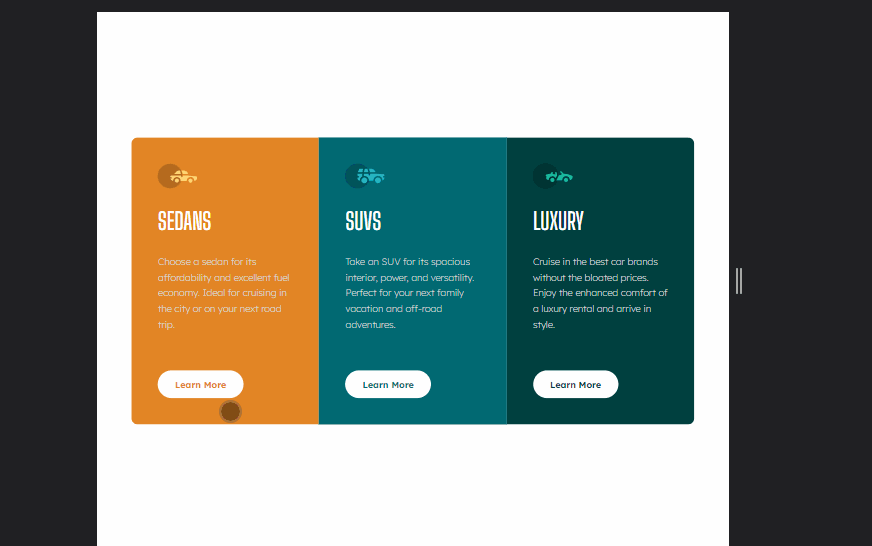 SEDANS
Choose a sedan for its
affordability and excellent fuel
economy. Ideal for cruising in
the city or on your next road
trip.
Learn More
SUVS
Take an SUV for its spacious
interior, power, and versatility.
Perfect for your next family
vacation and off-road
adventures.
Learn More
LUXURY
Cruise in the best car brands
without the bloated prices.
Enjoy the enhanced comfort of
a luxury rental and arrive in
style.
Learn More